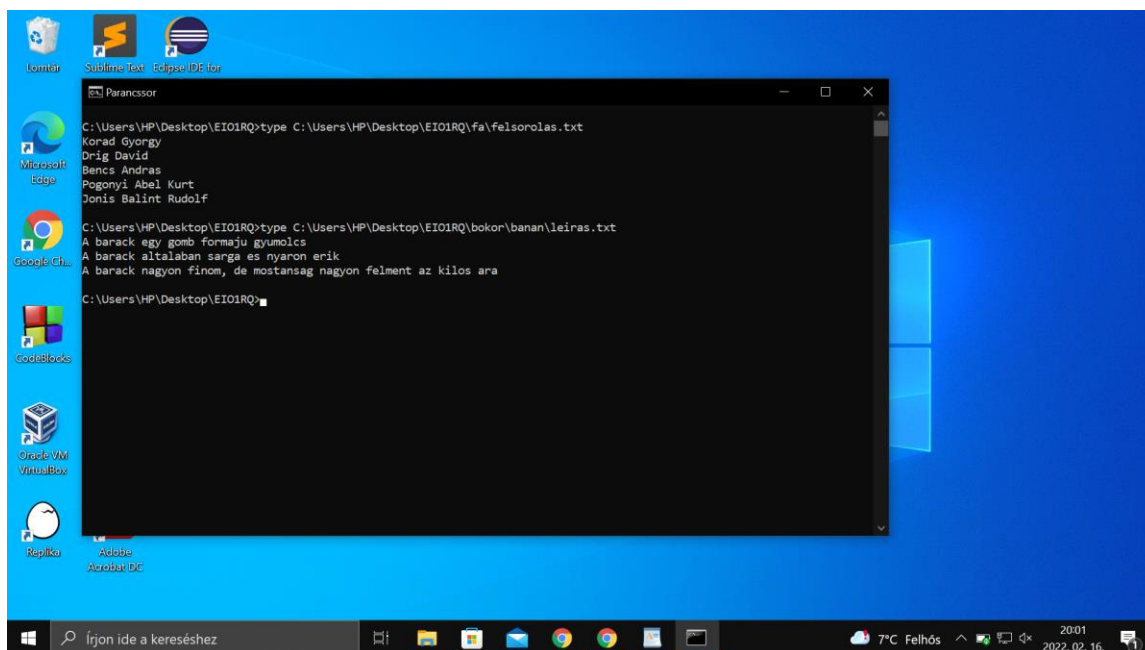 Lomtár
Sublime Text
Eclipse IDE for
Parancssor
C:\Users\HP\Desktop\EIO1RQ>type C:\Users\HP\Desktop\EIO1RQ\fa\felsorolas.txt
Korad Gyorgy
Drig David
Bencs Andras
Pogonyi Abel Kurt
Jonis Balint Rudolf
C:\Users\HP\Desktop\EIO1RQ>type C:\Users\HP\Desktop\EIO1RQ\bokor\banan\leiras.txt
A barack egy gomb formaju gyumolcs
A barack altalaban sarga es nyaron erik
A barack nagyon finom, de mostansag nagyon felment az kilos ara
C:\Users\HP\Desktop\EIO1RQ>
Microsoft
Edge
Google Ch...
CodeBlocks
Oracle VM
VirtualBox
Replika
Adobe
Acrobat DC
Írjon ide a kereséshez
7°C Felhős
20:01
2022. 02. 16.
1